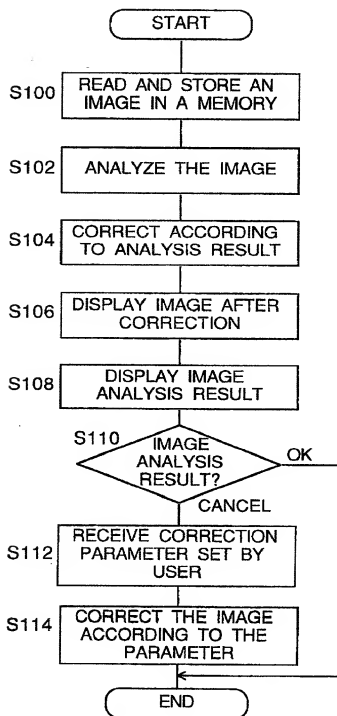 START
S100
READ AND STORE AN
IMAGE IN A MEMORY
S102
ANALYZE THE IMAGE
S104
CORRECT ACCORDING
TO ANALYSIS RESULT
S106
DISPLAY IMAGE AFTER
CORRECTION
S108
DISPLAY IMAGE
ANALYSIS RESULT
S110
IMAGE
ANALYSIS
RESULT?
OK
CANCEL
S112
RECEIVE CORRECTION
PARAMETER SET BY
USER
S114
CORRECT THE IMAGE
ACCORDING TO THE
PARAMETER
END